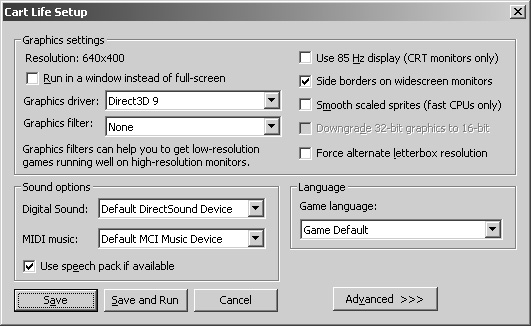 Cart Life Setup
Graphics settings
Resolution: 640x400
Run in a window instead of full-screen
Graphics driver: Direct3D 9
Graphics filter: None
Graphics filters can help you to get low-resolution
games running well on high-resolution monitors.
Use 85 Hz display (CRT monitors only)
Side borders on widescreen monitors
Smooth scaled sprites (fast CPUs only)
Downgrade 32-bit graphics to 16-bit
Force alternate letterbox resolution
Sound options
Digital Sound: Default DirectSound Device
MIDI music: Default MCI Music Device
Use speech pack if available
Language
Game language:
Game Default
Save
Save and Run
Cancel
Advanced >>>